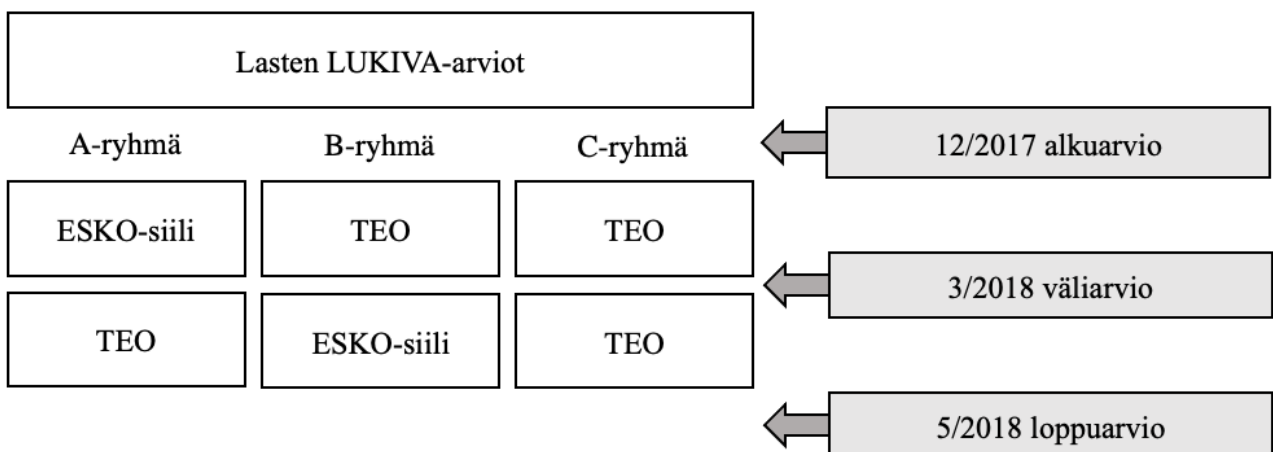 Lasten LUKIVA-arviot
A-ryhmä B-ryhmä C-ryhmä
12/2017 alkuarvio
ESKO-siili TEO TEO
3/2018 väliarvio
TEO ESKO-siili TEO
5/2018 loppuarvio